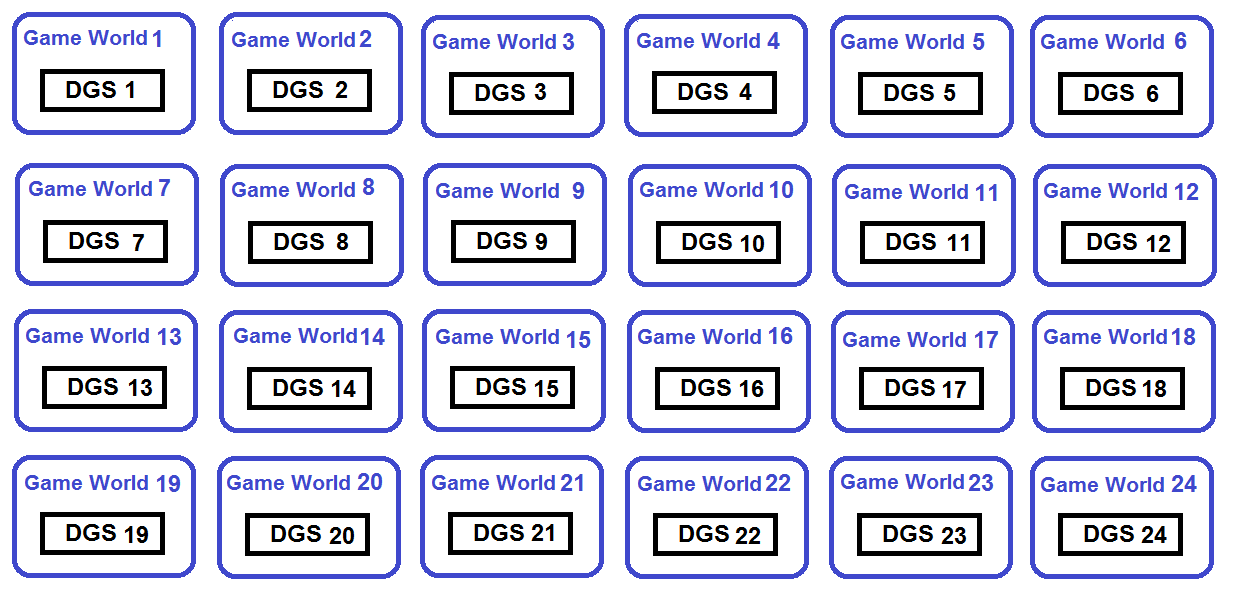 Game World 1
DGS 1
Game World 2
DGS 2
Game World 3
DGS 3
Game World 4
DGS 4
Game World 5
DGS 5
Game World 6
DGS 6
Game World 7
DGS 7
Game World 8
DGS 8
Game World 9
DGS 9
Game World 10
DGS 10
Game World 11
DGS 11
Game World 12
DGS 12
Game World 13
DGS 13
Game World 14
DGS 14
Game World 15
DGS 15
Game World 16
DGS 16
Game World 17
DGS 17
Game World 18
DGS 18
Game World 19
DGS 19
Game World 20
DGS 20
Game World 21
DGS 21
Game World 22
DGS 22
Game World 23
DGS 23
Game World 24
DGS 24